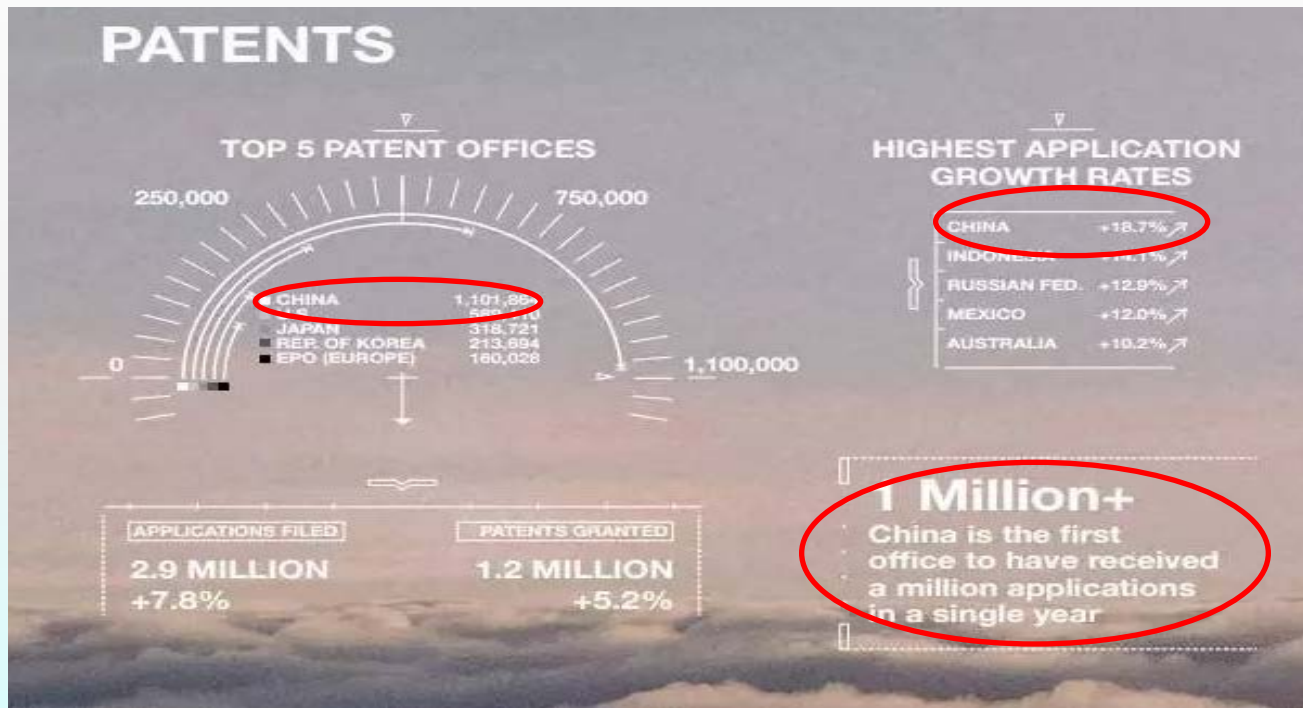 PATENTS
TOP 5 PATENT OFFICES
250,000
750,000
CHINA 1,101,864
U.S.
JAPAN 318,721
REP. OF KOREA 213,694
EPO (EUROPE) 160,028
0
1,100,000
HIGHEST APPLICATION
GROWTH RATES
CHINA +18.7%
INDONESIA +14.1%
RUSSIAN FED. +12.9%
MEXICO +12.0%
AUSTRALIA +10.2%
APPLICATIONS FILED
2.9 MILLION
+7.8%
PATENTS GRANTED
1.2 MILLION
+5.2%
1 Million+
China is the first
office to have received
a million applications
in a single year